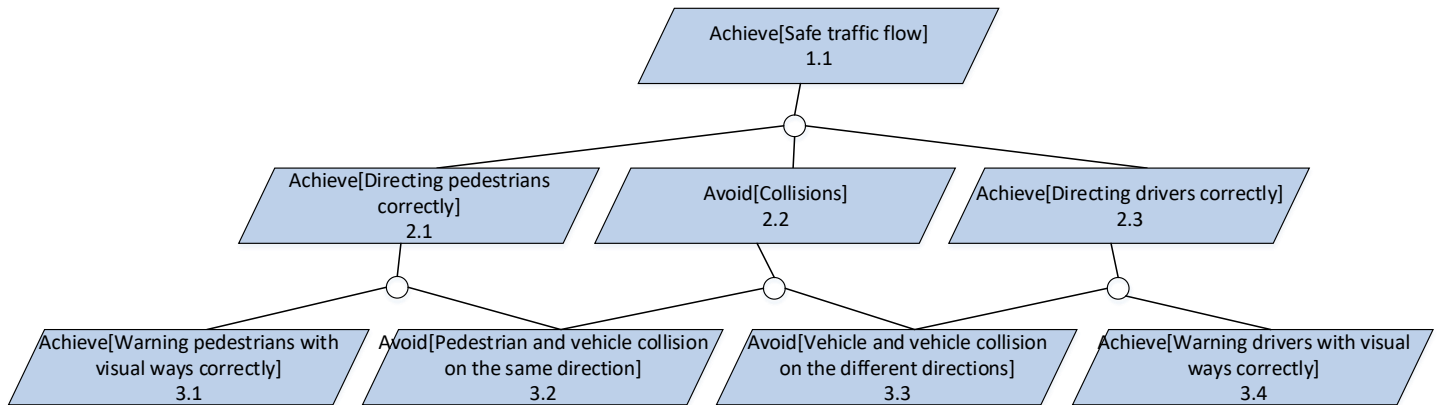 Achieve[Safe traffic flow]
1.1
Achieve[Directing pedestrians
correctly]
2.1
Avoid[Collisions]
2.2
Achieve[Directing drivers correctly]
2.3
Achieve[Warning pedestrians with
visual ways correctly]
3.1
Avoid[Pedestrian and vehicle collision
on the same direction]
3.2
Avoid[Vehicle and vehicle collision
on the different directions]
3.3
Achieve[Warning drivers with visual
ways correctly]
3.4